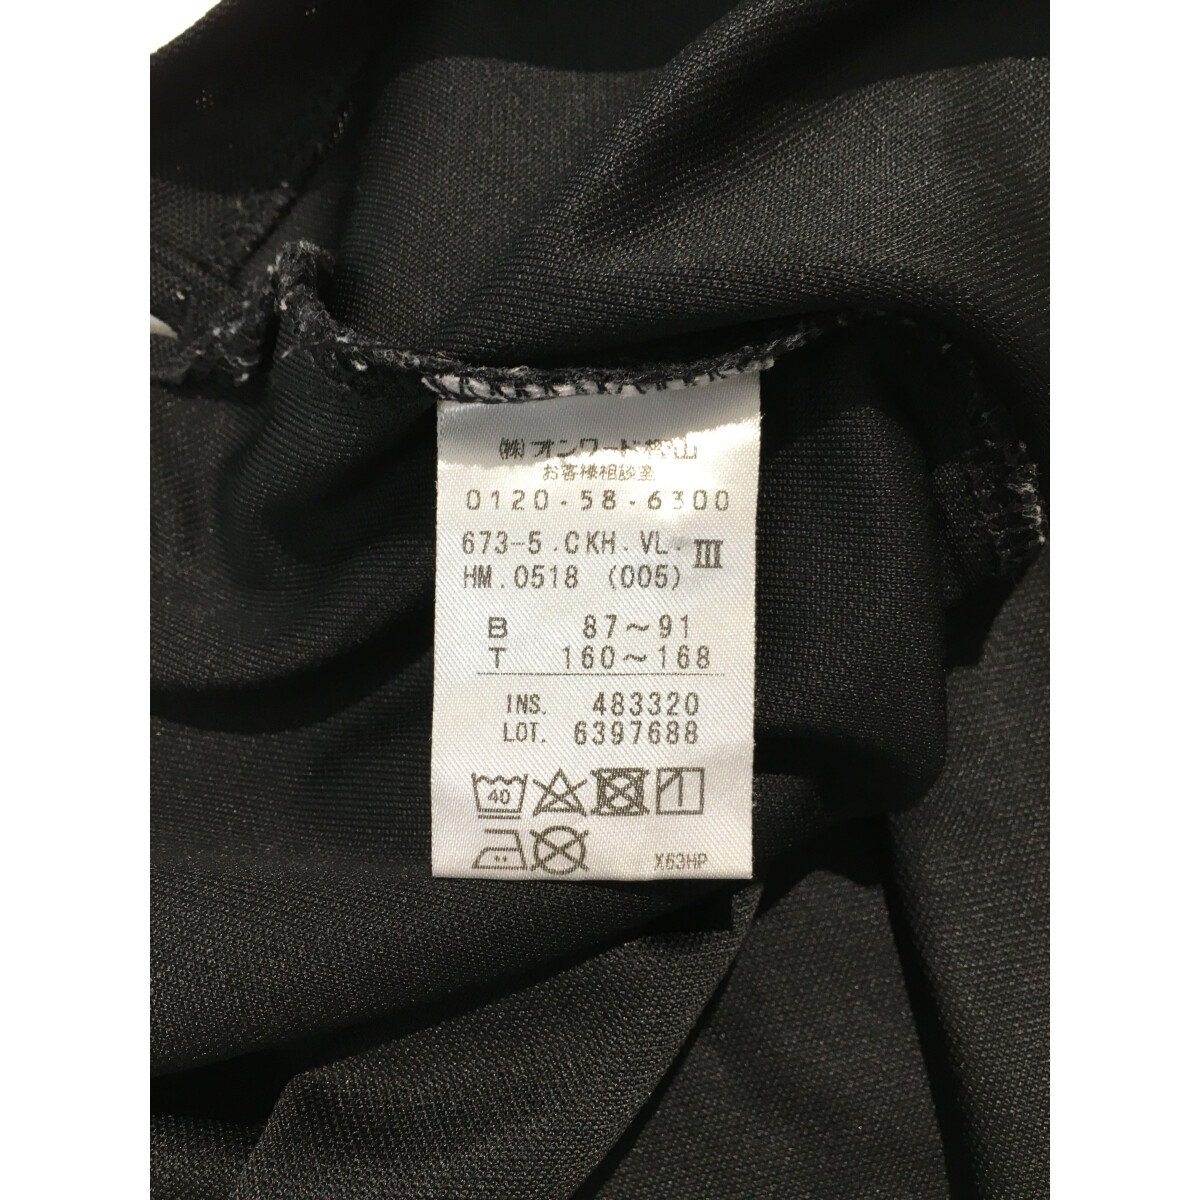 ㈱オンワード樫山
お客様相談室
0120-58-6300
673-5.CKH.VL. III
HM.0518 (005)
B 87～91
T 160～168
INS. 483320
LOT. 6397688
40
X63HP